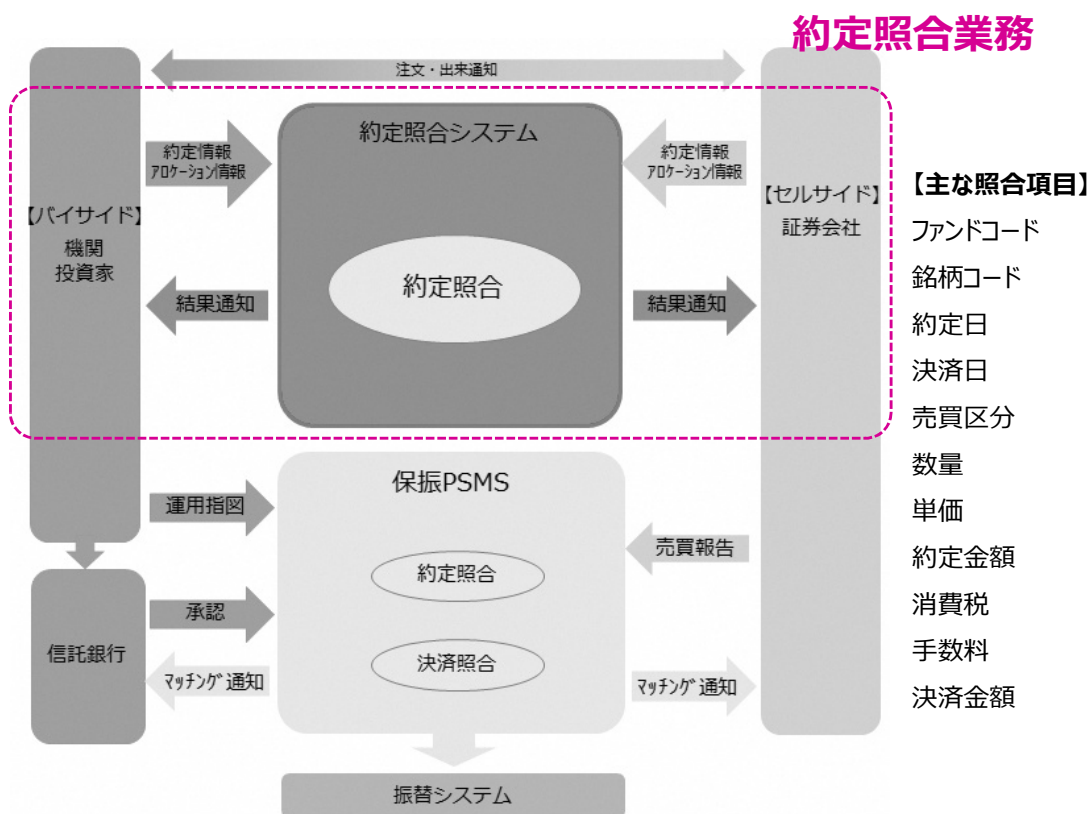 約定照合業務
注文・出来通知
約定照合システム
約定情報
アロケーション情報
約定情報
アロケーション情報
【バイサイド】
機関
投資家
【セルサイド】
証券会社
約定照合
結果通知
結果通知
【主な照合項目】
ファンドコード
銘柄コード
約定日
決済日
売買区分
数量
単価
約定金額
消費税
手数料
決済金額
保振PSMS
運用指図
売買報告
約定照合
承認
信託銀行
決済照合
マッチング通知
マッチング通知
振替システム